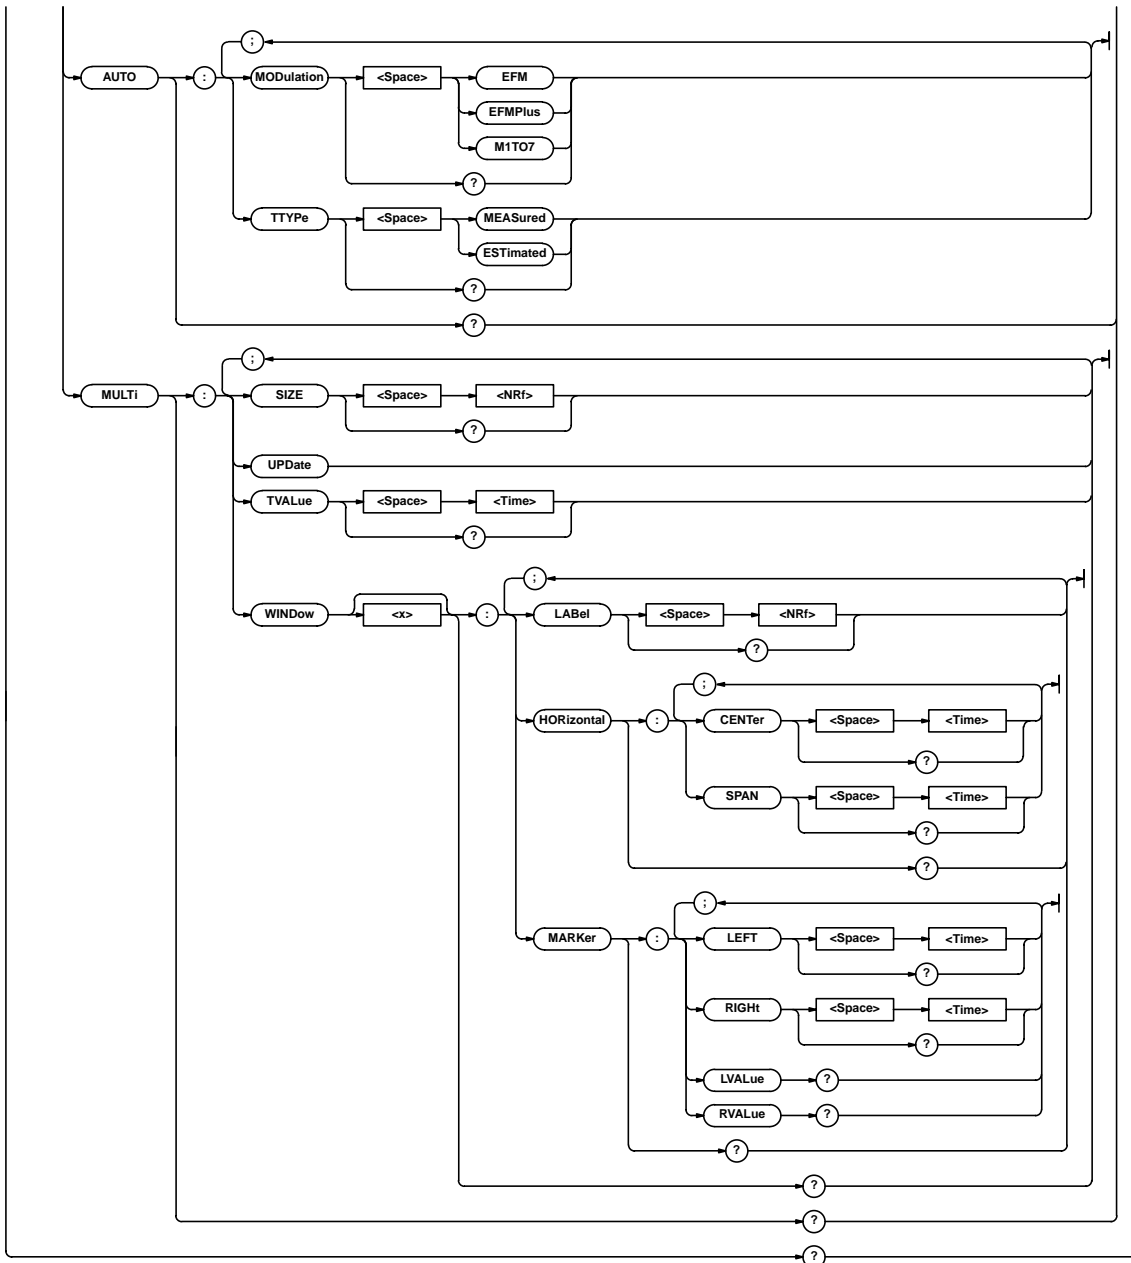 ;
AUTO : MODulation <Space> EFM
EFMPlus
M1TO7
?
TTYPe <Space> MEASured
ESTimated
?
?
;
MULTi : SIZE <Space> <NRf>
?
UPDate
TVALue <Space> <Time>
?
;
WINDow <x> : LABel <Space> <NRf>
?
;
HORizontal : CENTer <Space> <Time>
?
SPAN <Space> <Time>
?
?
;
MARKer : LEFT <Space> <Time>
?
RIGHt <Space> <Time>
?
LVALue ?
RVALue ?
?
?
?
?